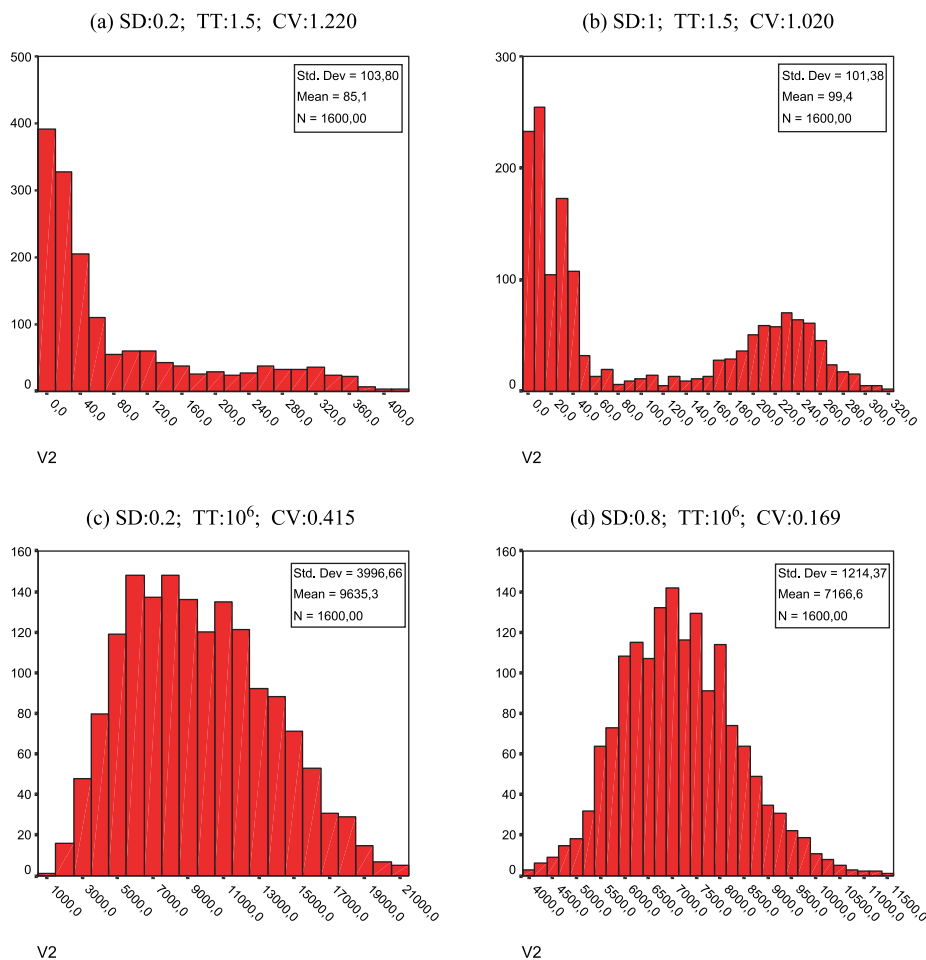 (a) SD:0.2; TT:1.5; CV:1.220
500
400
300
200
100
0
Std. Dev = 103,80
Mean = 85,1
N = 1600,00
0,0 40,0 80,0 120,0 160,0 200,0 240,0 280,0 320,0 360,0 400,0
V2
(b) SD:1; TT:1.5; CV:1.020
300
200
100
0
Std. Dev = 101,38
Mean = 99,4
N = 1600,00
0,0 20,0 40,0 60,0 80,0 100,0 120,0 140,0 160,0 180,0 200,0 220,0 240,0 260,0 280,0 300,0 320,0
V2
(c) SD:0.2; TT:10⁶; CV:0.415
160
140
120
100
80
60
40
20
0
Std. Dev = 3996,66
Mean = 9635,3
N = 1600,00
1000,0 3000,0 5000,0 7000,0 9000,0 11000,0 13000,0 15000,0 17000,0 19000,0 21000,0
V2
(d) SD:0.8; TT:10⁶; CV:0.169
160
140
120
100
80
60
40
20
0
Std. Dev = 1214,37
Mean = 7166,6
N = 1600,00
4000,0 4500,0 5000,0 5500,0 6000,0 6500,0 7000,0 7500,0 8000,0 8500,0 9000,0 9500,0 10000,0 10500,0 11000,0 11500,0
V2